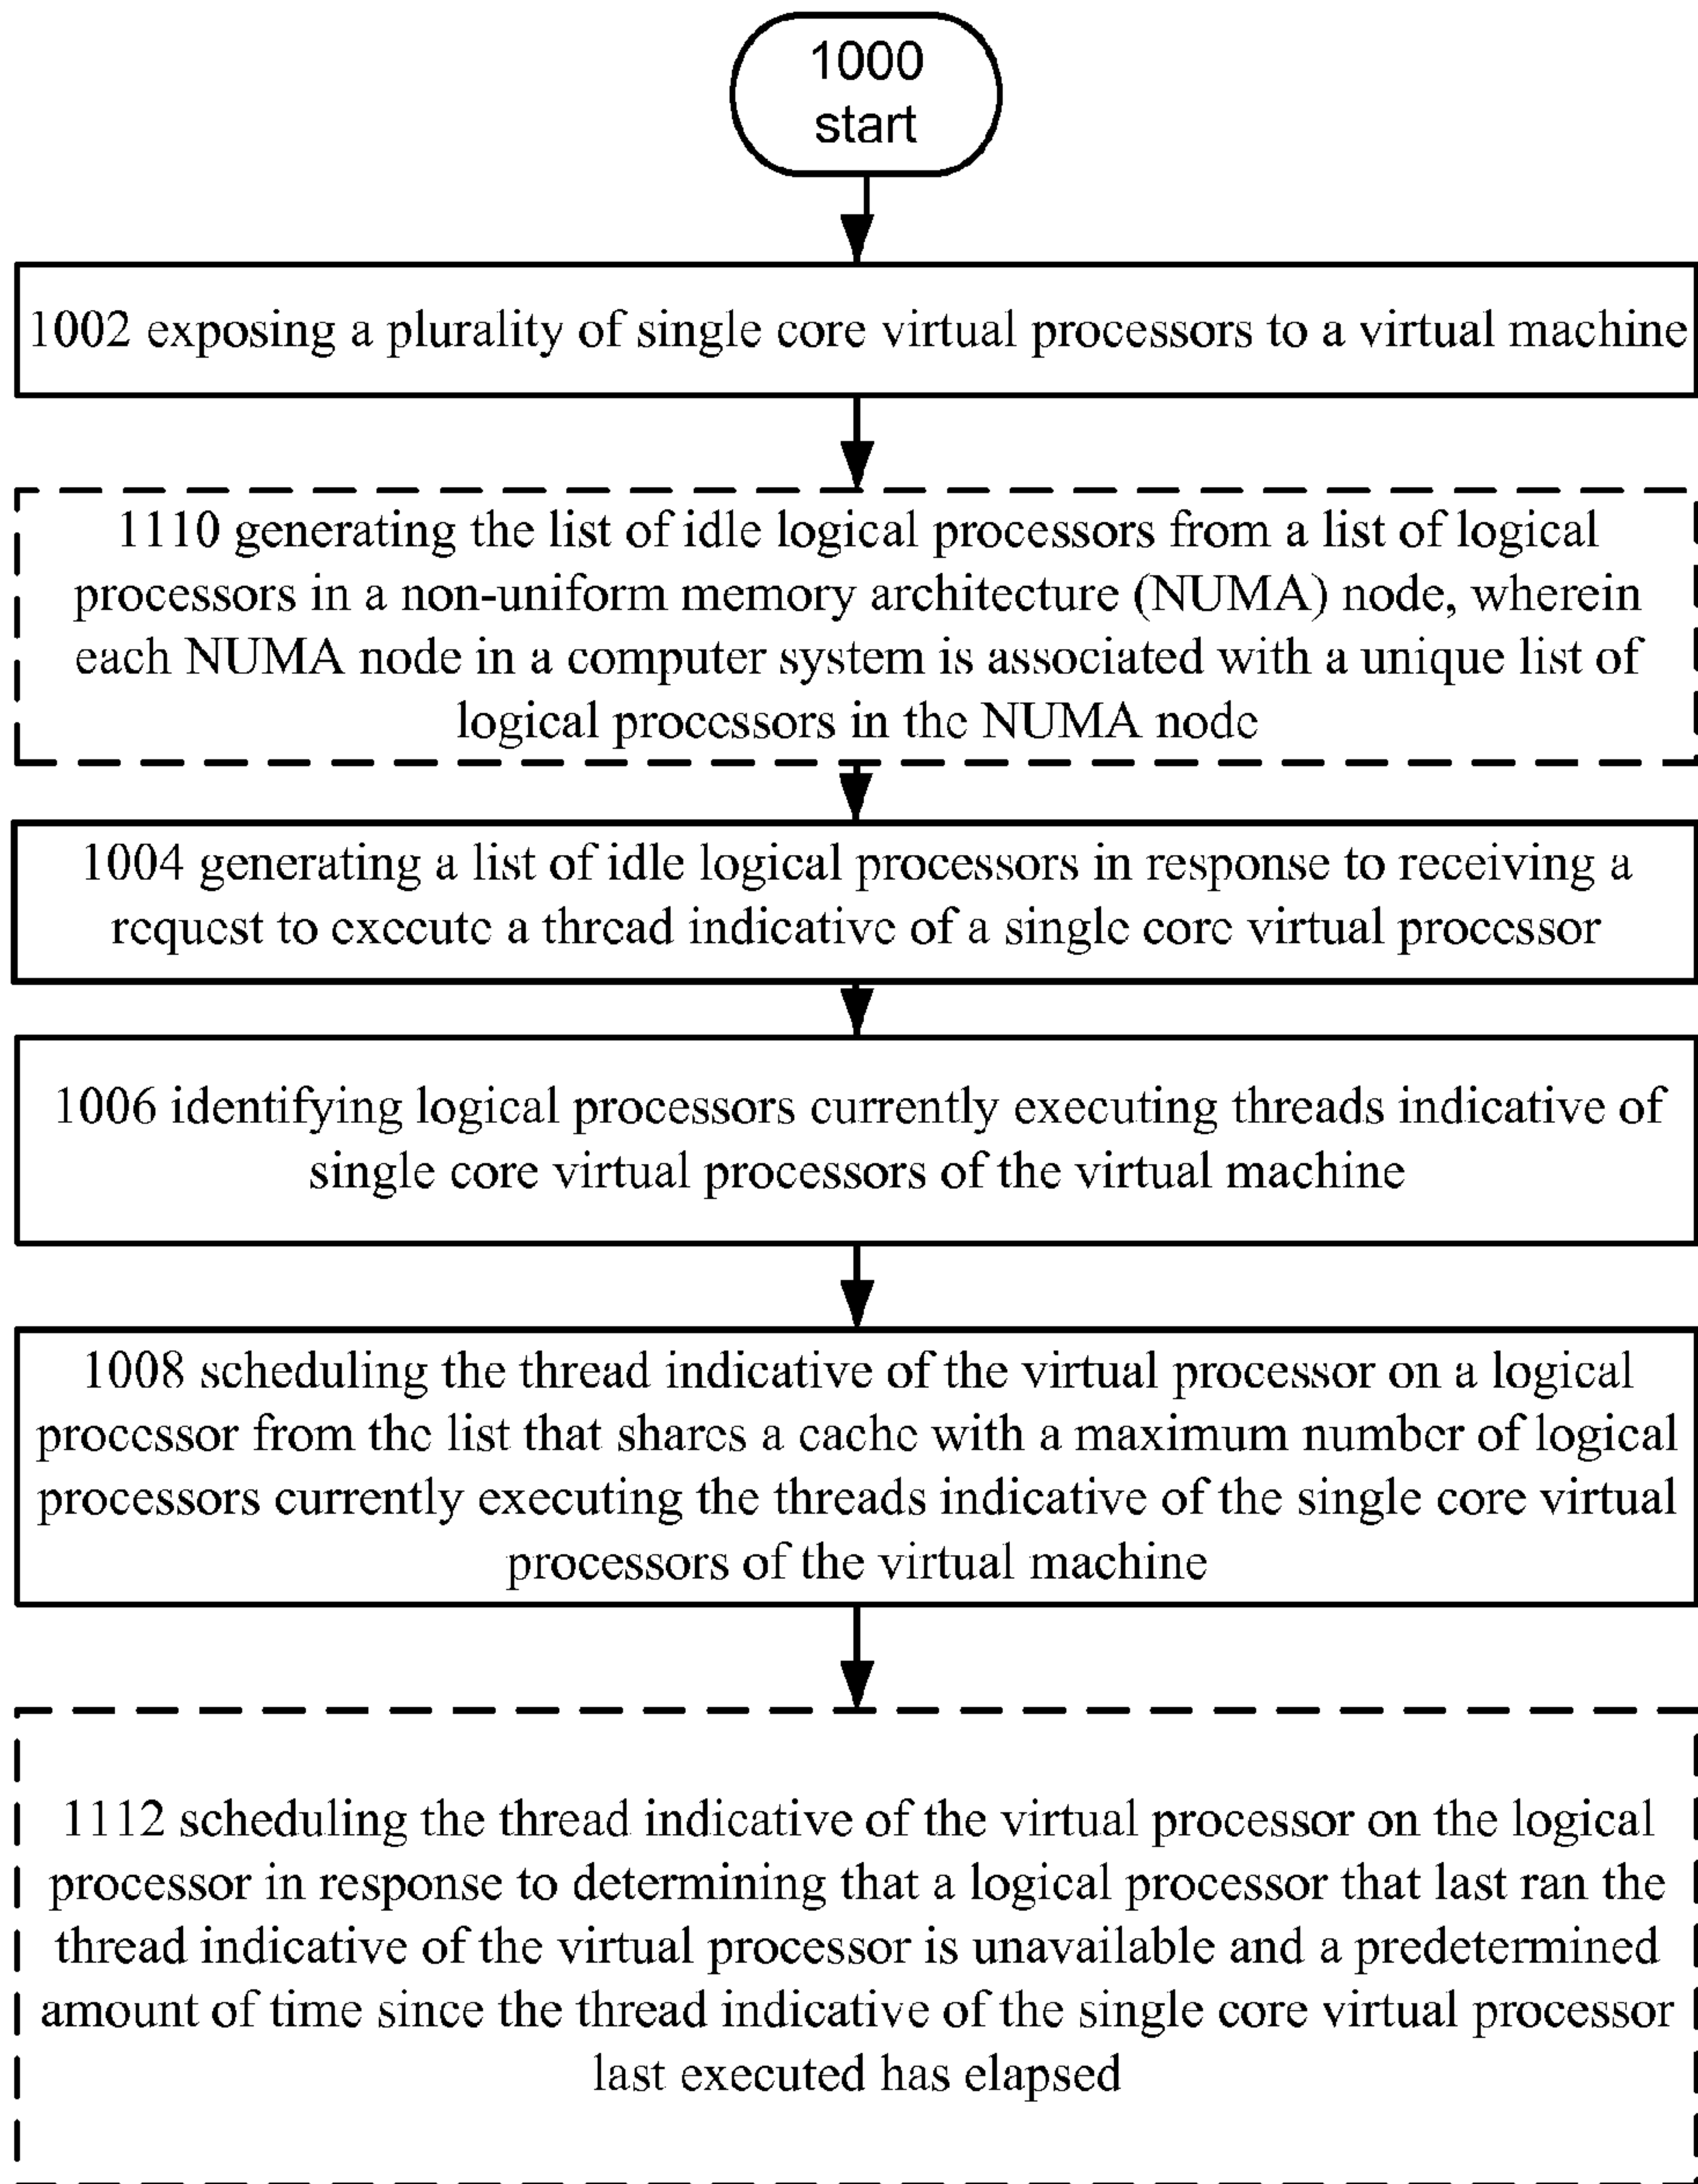 1000
start
1002 exposing a plurality of single core virtual processors to a virtual machine
1110 generating the list of idle logical processors from a list of logical
processors in a non-uniform memory architecture (NUMA) node, wherein
each NUMA node in a computer system is associated with a unique list of
logical processors in the NUMA node
1004 generating a list of idle logical processors in response to receiving a
request to execute a thread indicative of a single core virtual processor
1006 identifying logical processors currently executing threads indicative of
single core virtual processors of the virtual machine
1008 scheduling the thread indicative of the virtual processor on a logical
processor from the list that shares a cache with a maximum number of logical
processors currently executing the threads indicative of the single core virtual
processors of the virtual machine
1112 scheduling the thread indicative of the virtual processor on the logical
processor in response to determining that a logical processor that last ran the
thread indicative of the virtual processor is unavailable and a predetermined
amount of time since the thread indicative of the single core virtual processor
last executed has elapsed